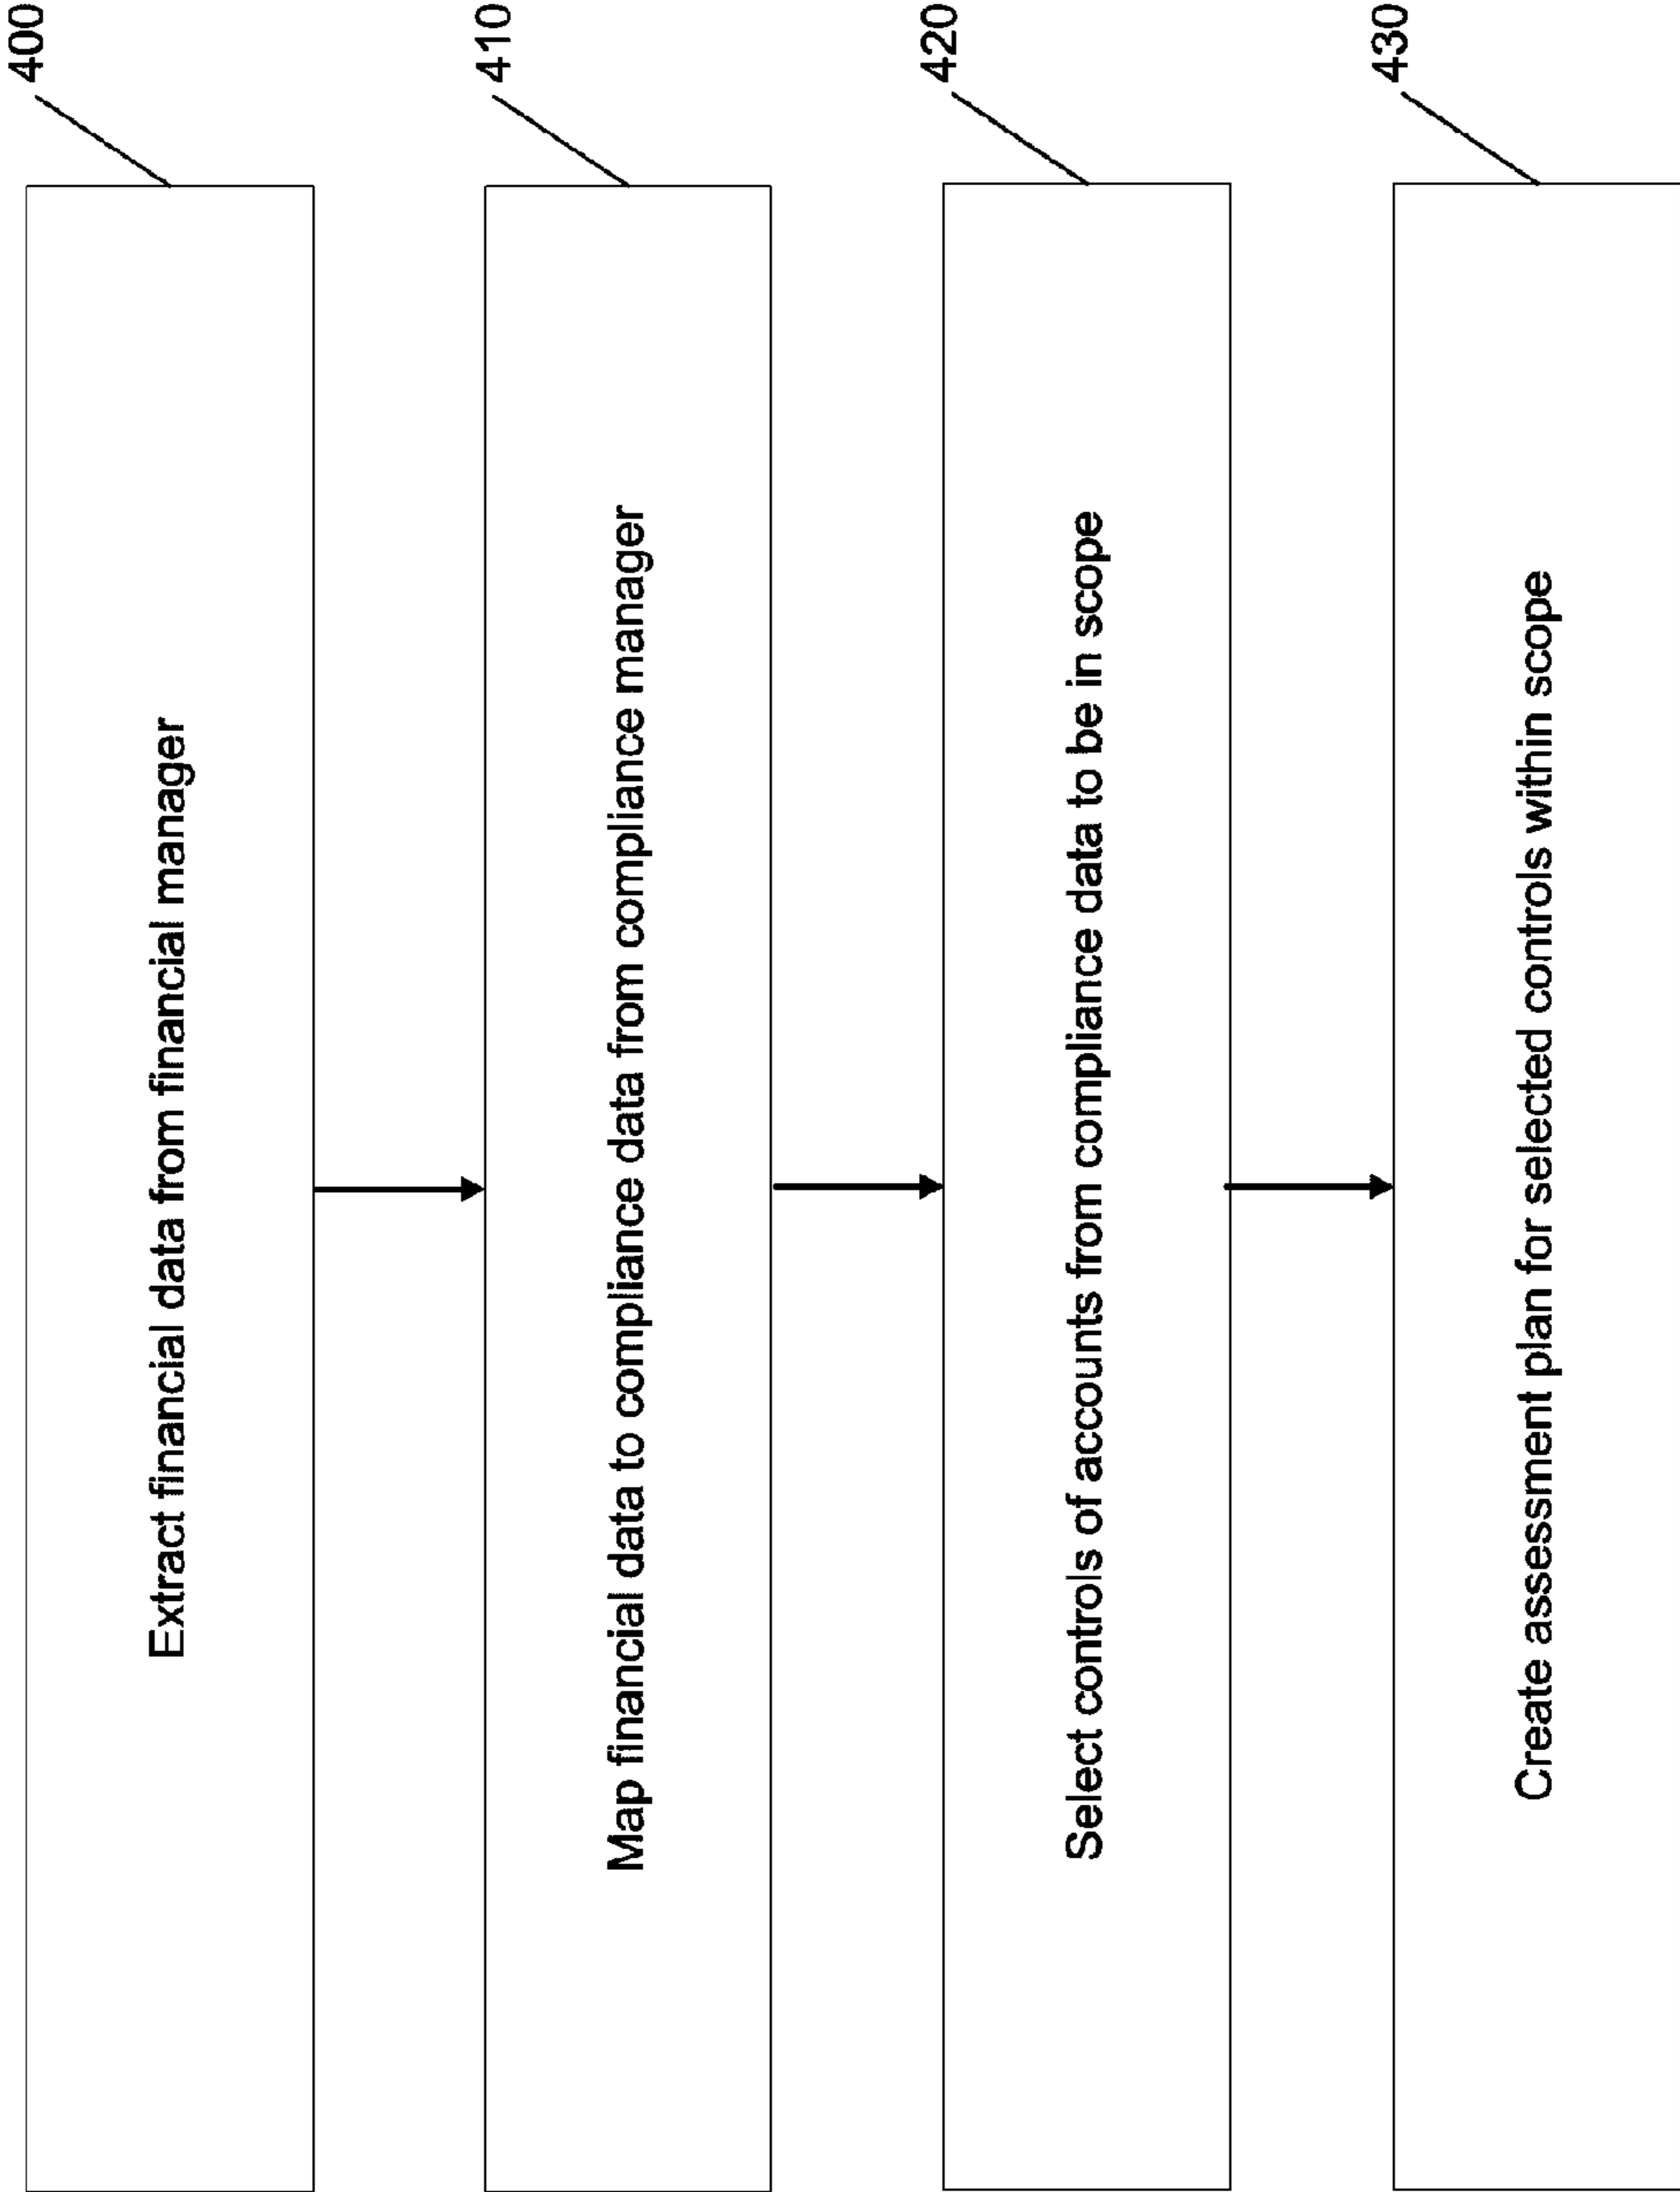 400
Extract financial data from financial manager
410
Map financial data to compliance data from compliance manager
420
Select controls of accounts from compliance data to be in scope
430
Create assessment plan for selected controls within scope